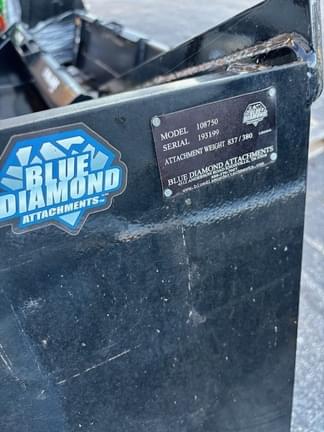 BLUE
DIAMOND
ATTACHMENTS
MODEL 108750
SERIAL 193199
ATTACHMENT WEIGHT 837 / 380
BLUE DIAMOND ATTACHMENTS